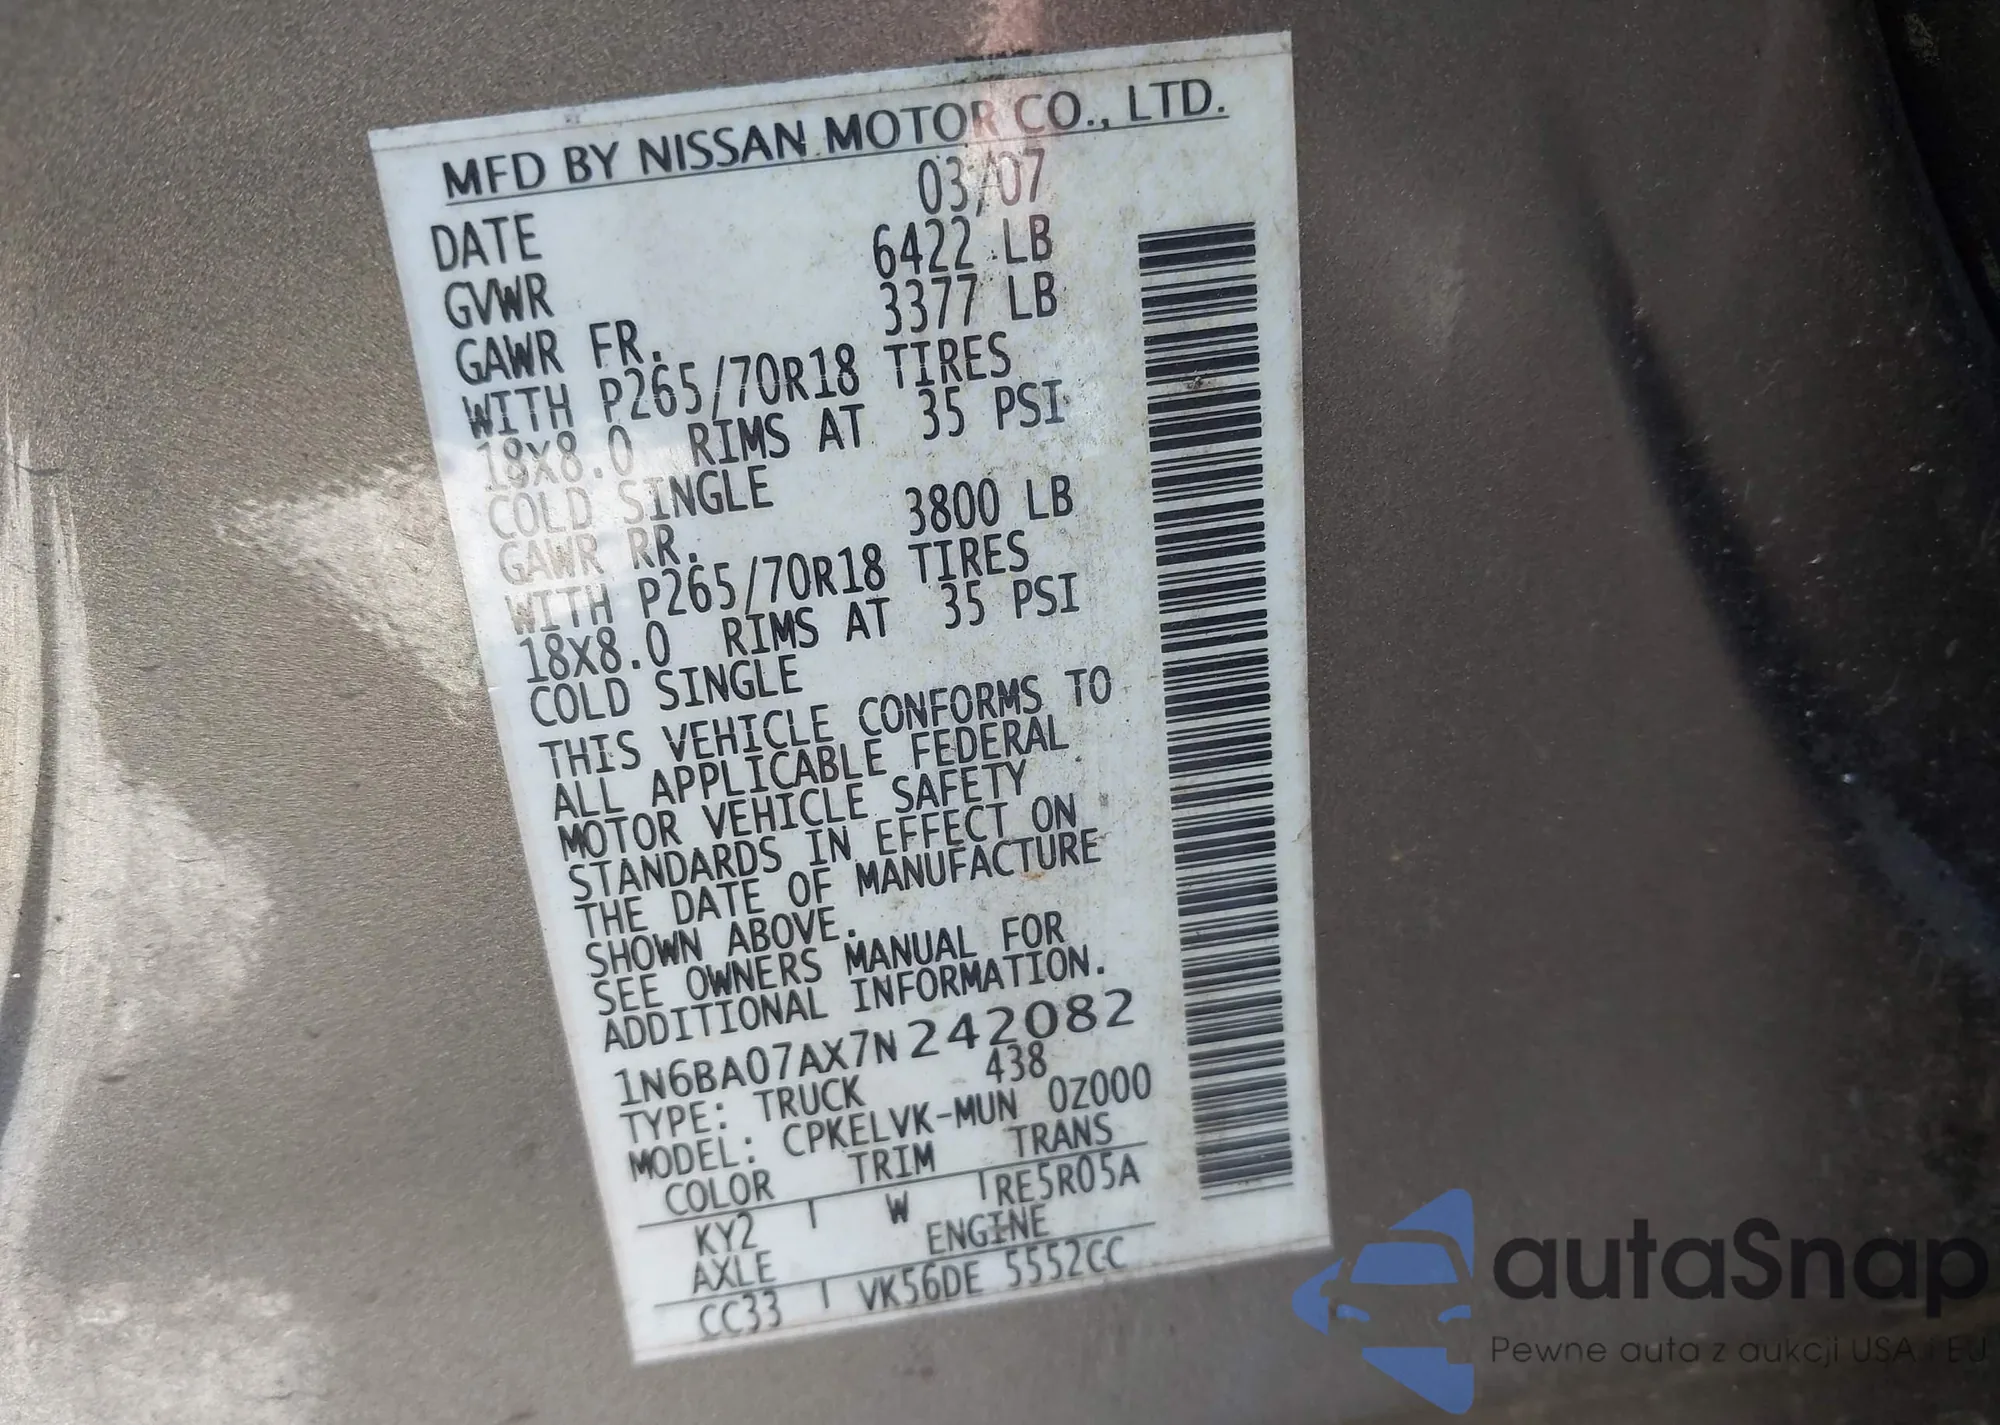 MFD BY NISSAN MOTOR CO., LTD.
DATE 03/07
GVWR 6422 LB
GAWR FR. 3377 LB
WITH P265/70R18 TIRES
18X8.0 RIMS AT 35 PSI
COLD SINGLE
GAWR RR. 3800 LB
WITH P265/70R18 TIRES
18X8.0 RIMS AT 35 PSI
COLD SINGLE
THIS VEHICLE CONFORMS TO
ALL APPLICABLE FEDERAL
MOTOR VEHICLE SAFETY
STANDARDS IN EFFECT ON
THE DATE OF MANUFACTURE
SHOWN ABOVE.
SEE OWNERS MANUAL FOR
ADDITIONAL INFORMATION.
1N6BA07AX7N242082
TYPE: TRUCK 438
MODEL: CPKELVK-MUN 0Z000
COLOR TRIM TRANS
KY2 W RE5R05A
AXLE ENGINE
CC33 VK56DE 5552CC
autaSnap
Pewne auta z aukcji USA i EU